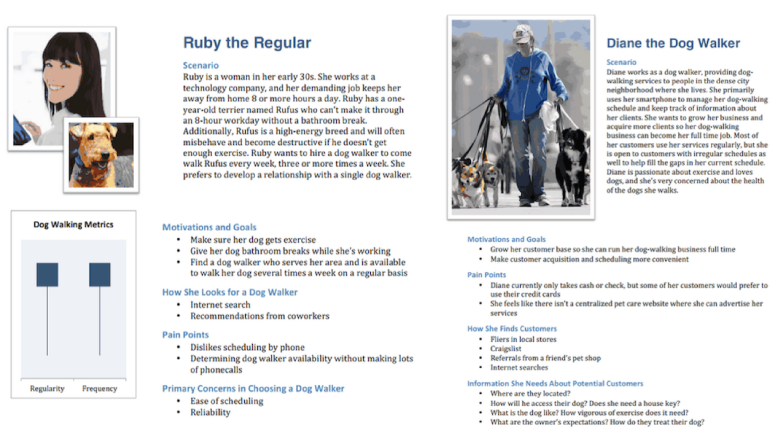 Ruby the Regular
Scenario
Ruby is a woman in her early 30s. She works at a
technology company, and her demanding job keeps her
away from home 8 or more hours a day. Ruby has a one-
year-old terrier named Rufus who can't make it through
an 8-hour workday without a bathroom break.
Additionally, Rufus is a high-energy breed and will often
misbehave and become destructive if he doesn't get
enough exercise. Ruby wants to hire a dog walker to come
walk Rufus every week, three or more times a week. She
prefers to develop a relationship with a single dog walker.
Dog Walking Metrics
Regularity Frequency
Motivations and Goals
• Make sure her dog gets exercise
• Give her dog bathroom breaks while she's working
• Find a dog walker who serves her area and is available
to walk her dog several times a week on a regular basis
How She Looks for a Dog Walker
• Internet search
• Recommendations from coworkers
Pain Points
• Dislikes scheduling by phone
• Determining dog walker availability without making lots
of phonecalls
Primary Concerns in Choosing a Dog Walker
• Ease of scheduling
• Reliability
Diane the Dog Walker
Scenario
Diane works as a dog walker, providing dog-
walking services to people in the dense city
neighborhood where she lives. She primarily
uses her smartphone to manage her dog-walking
schedule and keep track of information about
her clients. She wants to grow her business and
acquire more clients so her dog-walking
business can become her full time job. Most of
her customers use her services regularly, but she
is open to customers with irregular schedules as
well to help fill the gaps in her current schedule.
Diane is passionate about exercise and loves
dogs, and she's very concerned about the health
of the dogs she walks.
Motivations and Goals
• Grow her customer base so she can run her dog-walking business full time
• Make customer acquisition and scheduling more convenient
Pain Points
• Diane currently only takes cash or check, but some of her customers would prefer to
use their credit cards
• She feels like there isn't a centralized pet care website where she can advertise her
services
How She Finds Customers
• Fliers in local stores
• Craigslist
• Referrals from a friend's pet shop
• Internet searches
Information She Needs About Potential Customers
• Where are they located?
• How will he access their dog? Does she need a house key?
• What is the dog like? How vigorous of exercise does it need?
• What are the owner's expectations? How do they treat their dog?